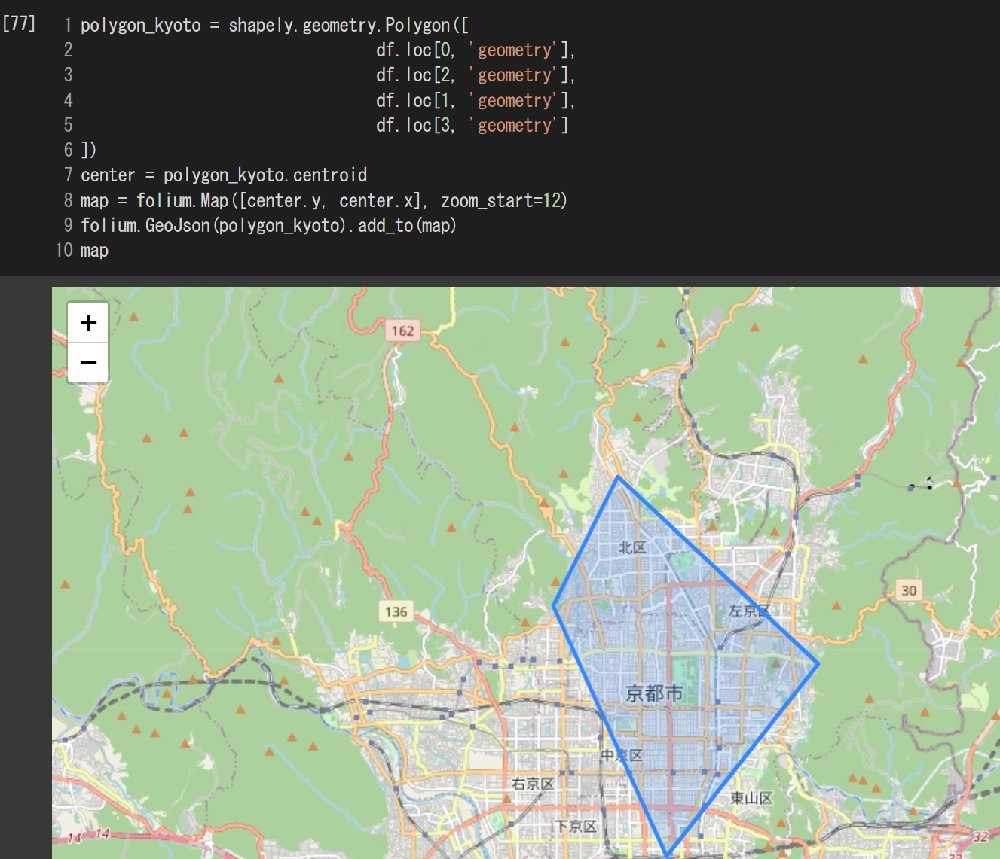 [77]
1 polygon_kyoto = shapely.geometry.Polygon([
2 df.loc[0, 'geometry'],
3 df.loc[2, 'geometry'],
4 df.loc[1, 'geometry'],
5 df.loc[3, 'geometry']
6 ])
7 center = polygon_kyoto.centroid
8 map = folium.Map([center.y, center.x], zoom_start=12)
9 folium.GeoJson(polygon_kyoto).add_to(map)
10 map
+
−
162
北区
30
136
左京区
京都市
中京区
右京区
東山区
下京区
14 14
32